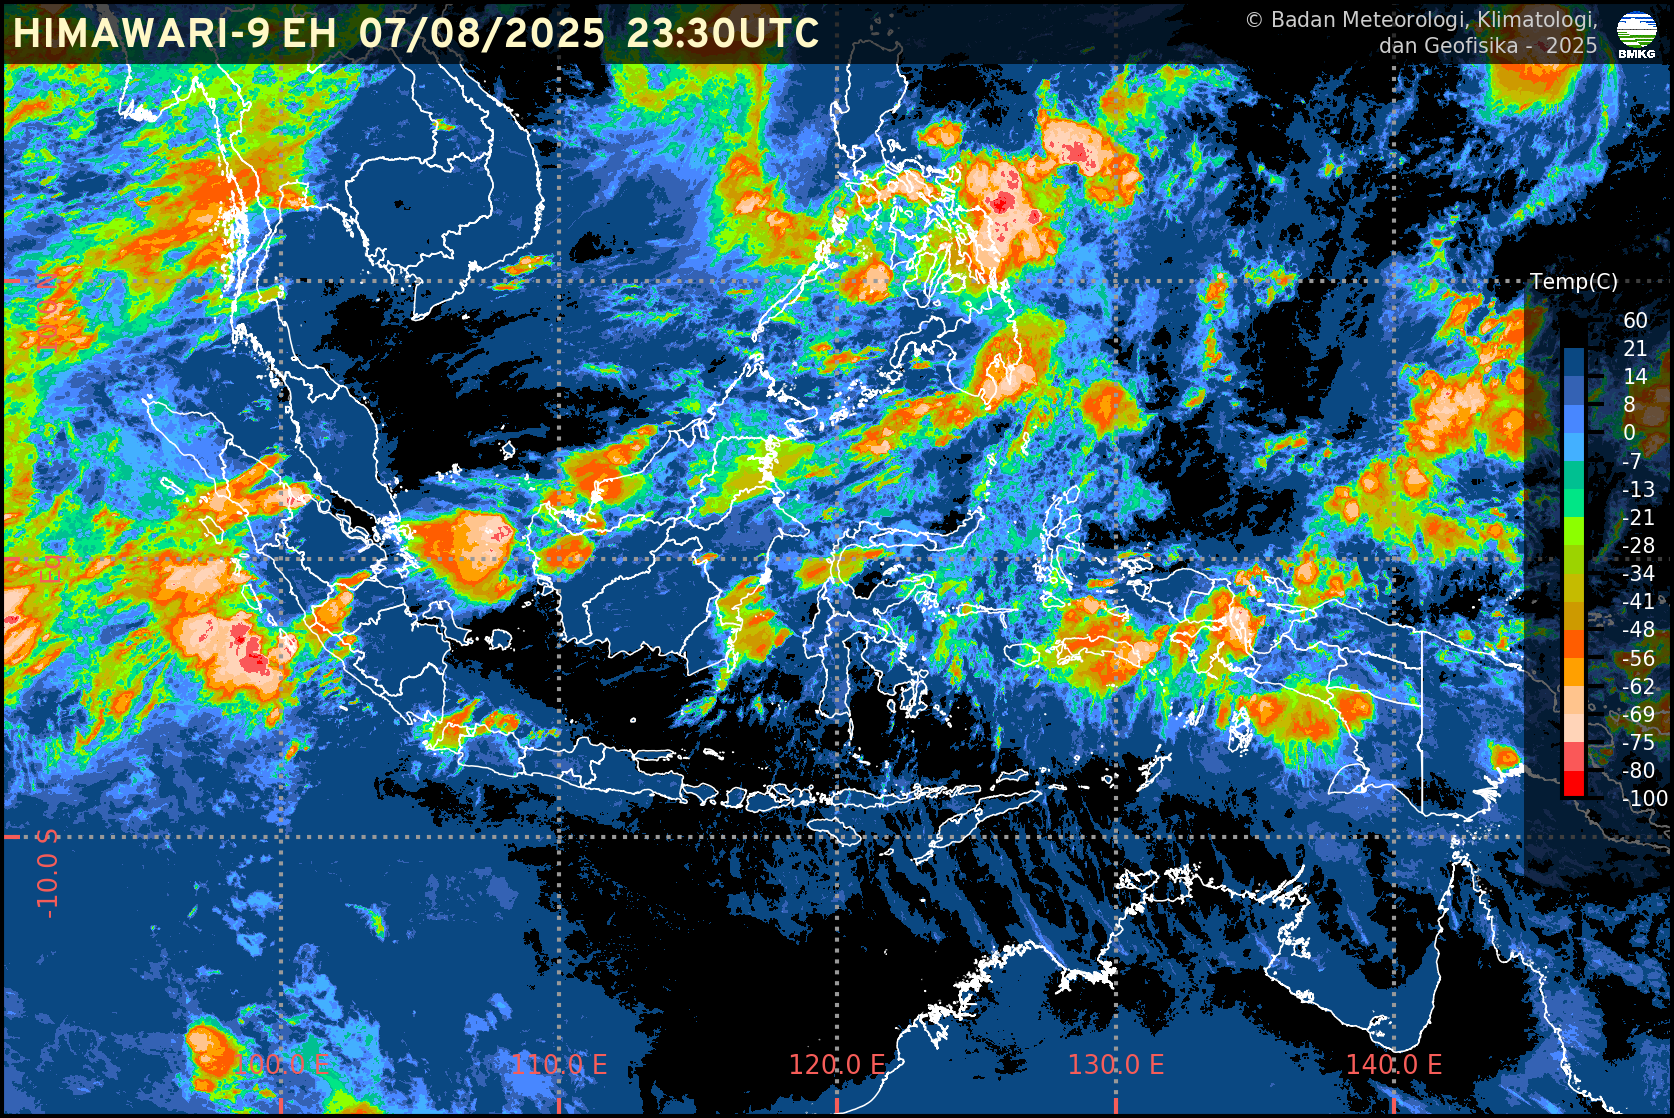 HIMAWARI-9 EH 07/08/2025 23:30UTC
© Badan Meteorologi, Klimatologi,
dan Geofisika - 2025
BMKG
Temp(C)
60
21
14
8
0
-7
-13
-21
-28
-34
-41
-48
-56
-62
-69
-75
-80
-100
-10.0 S
100.0 E
110.0 E
120.0 E
130.0 E
140.0 E